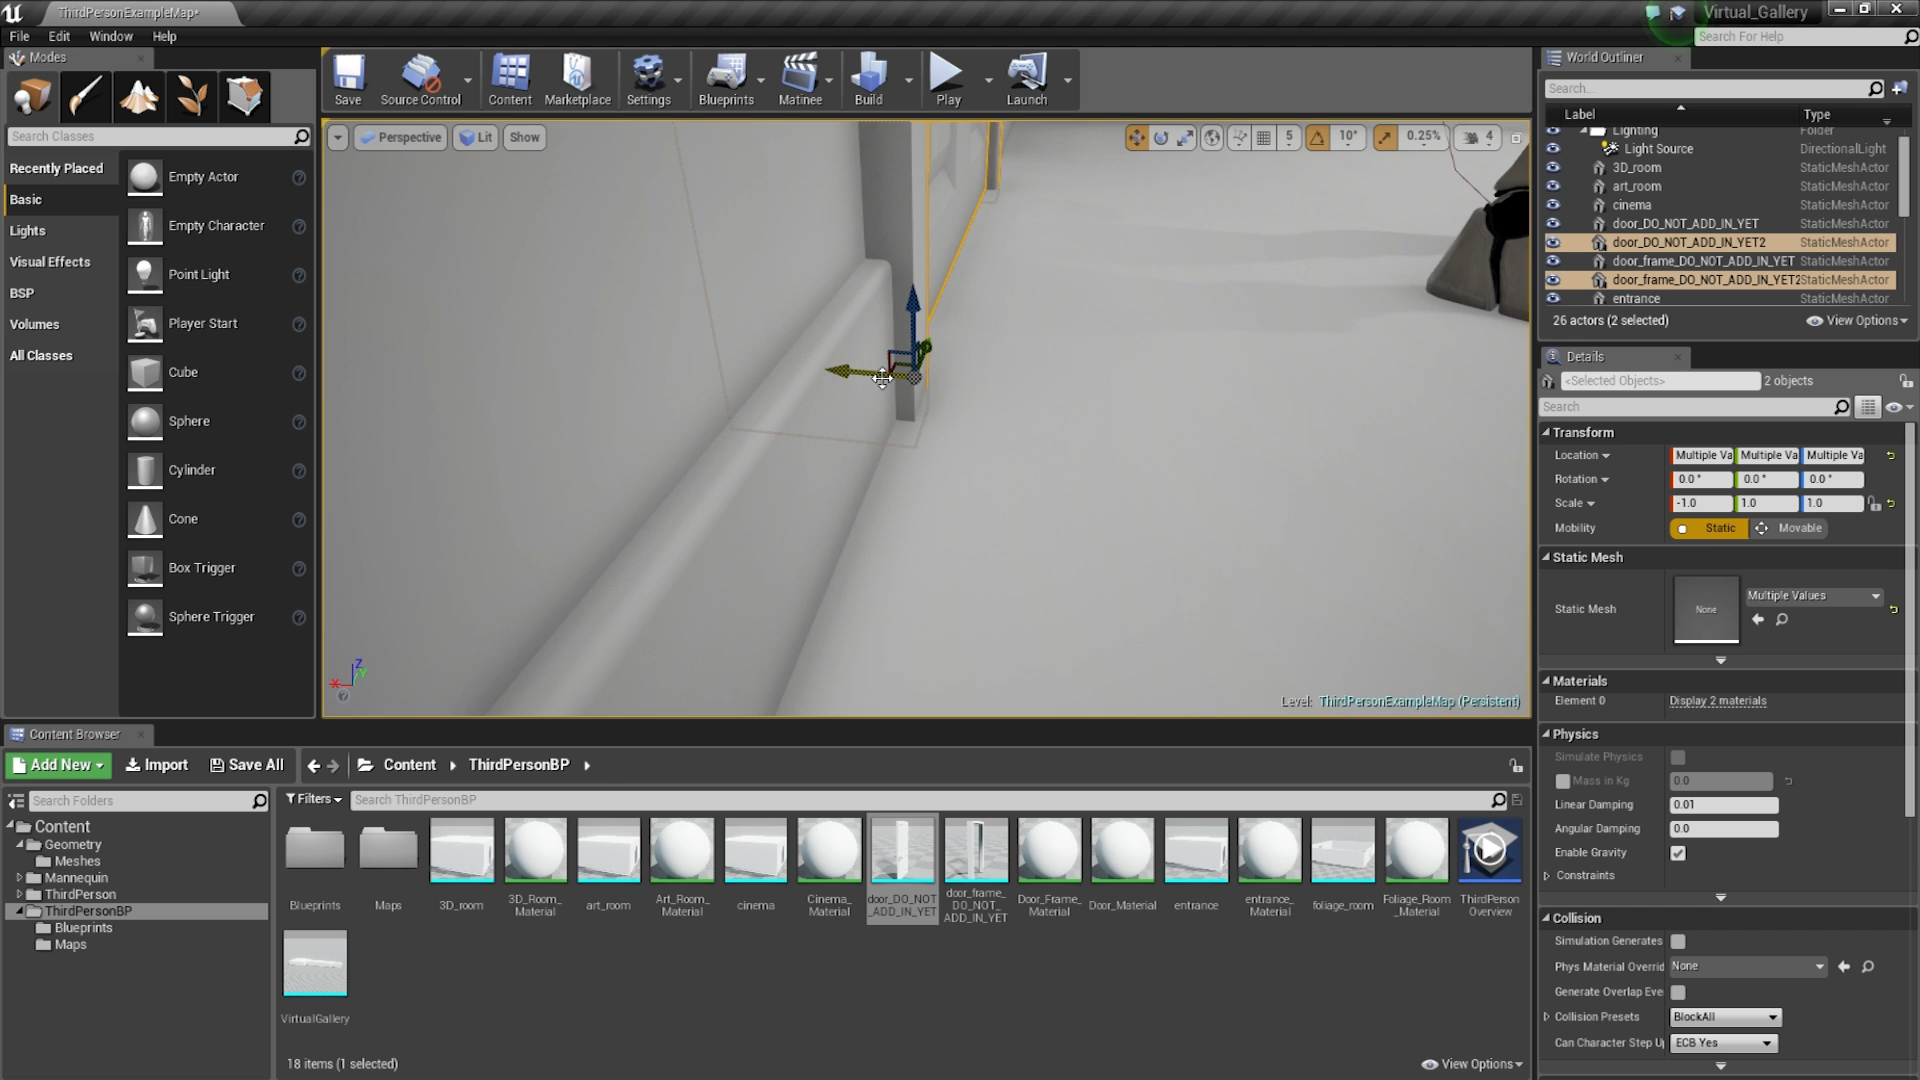 ThirdPersonExampleMap*
Virtual_Gallery
File Edit Window Help
Search For Help
Modes
Search Classes
Recently Placed
Basic
Lights
Visual Effects
BSP
Volumes
All Classes
Empty Actor
Empty Character
Point Light
Player Start
Cube
Sphere
Cylinder
Cone
Box Trigger
Sphere Trigger
Save Source Control Content Marketplace Settings Blueprints Matinee Build Play Launch
Perspective Lit Show
5 10° 0.25% 4
Z
Y
X
Level: ThirdPersonExampleMap (Persistent)
World Outliner
Search...
Label Type
Lighting Folder
Light Source DirectionalLight
3D_room StaticMeshActor
art_room StaticMeshActor
cinema StaticMeshActor
door_DO_NOT_ADD_IN_YET StaticMeshActor
door_DO_NOT_ADD_IN_YET2 StaticMeshActor
door_frame_DO_NOT_ADD_IN_YET StaticMeshActor
door_frame_DO_NOT_ADD_IN_YET2 StaticMeshActor
entrance StaticMeshActor
26 actors (2 selected) View Options
Details
<Selected Objects> 2 objects
Search
Transform
Location Multiple Va Multiple Va Multiple Va
Rotation 0.0° 0.0° 0.0°
Scale -1.0 1.0 1.0
Mobility Static Movable
Static Mesh
Static Mesh None Multiple Values
Materials
Element 0 Display 2 materials
Physics
Simulate Physics
Mass in Kg 0.0
Linear Damping 0.01
Angular Damping 0.0
Enable Gravity
Constraints
Collision
Simulation Generates
Phys Material Overrid None
Generate Overlap Eve
Collision Presets BlockAll
Can Character Step U ECB Yes
Content Browser
Add New Import Save All Content ThirdPersonBP
Search Folders
Content
Geometry
Meshes
Mannequin
ThirdPerson
ThirdPersonBP
Blueprints
Maps
Filters Search ThirdPersonBP
Blueprints
Maps
3D_room
3D_Room_
Material
art_room
Art_Room_
Material
cinema
Cinema_
Material
door_DO_NOT
_ADD_IN_YET
door_frame_
DO_NOT_
ADD_IN_YET
Door_Frame_
Material
Door_Material
entrance
entrance_
Material
foliage_room
Foliage_Room
_Material
ThirdPerson
Overview
VirtualGallery
18 items (1 selected) View Options